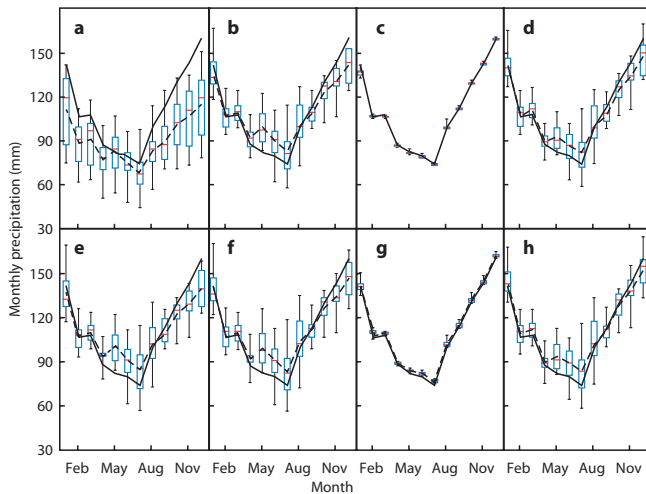 a b c d
150
120
90
60
30
e f g h
150
120
90
60
30
Monthly precipitation (mm)
Feb May Aug Nov Feb May Aug Nov Feb May Aug Nov Feb May Aug Nov
Month